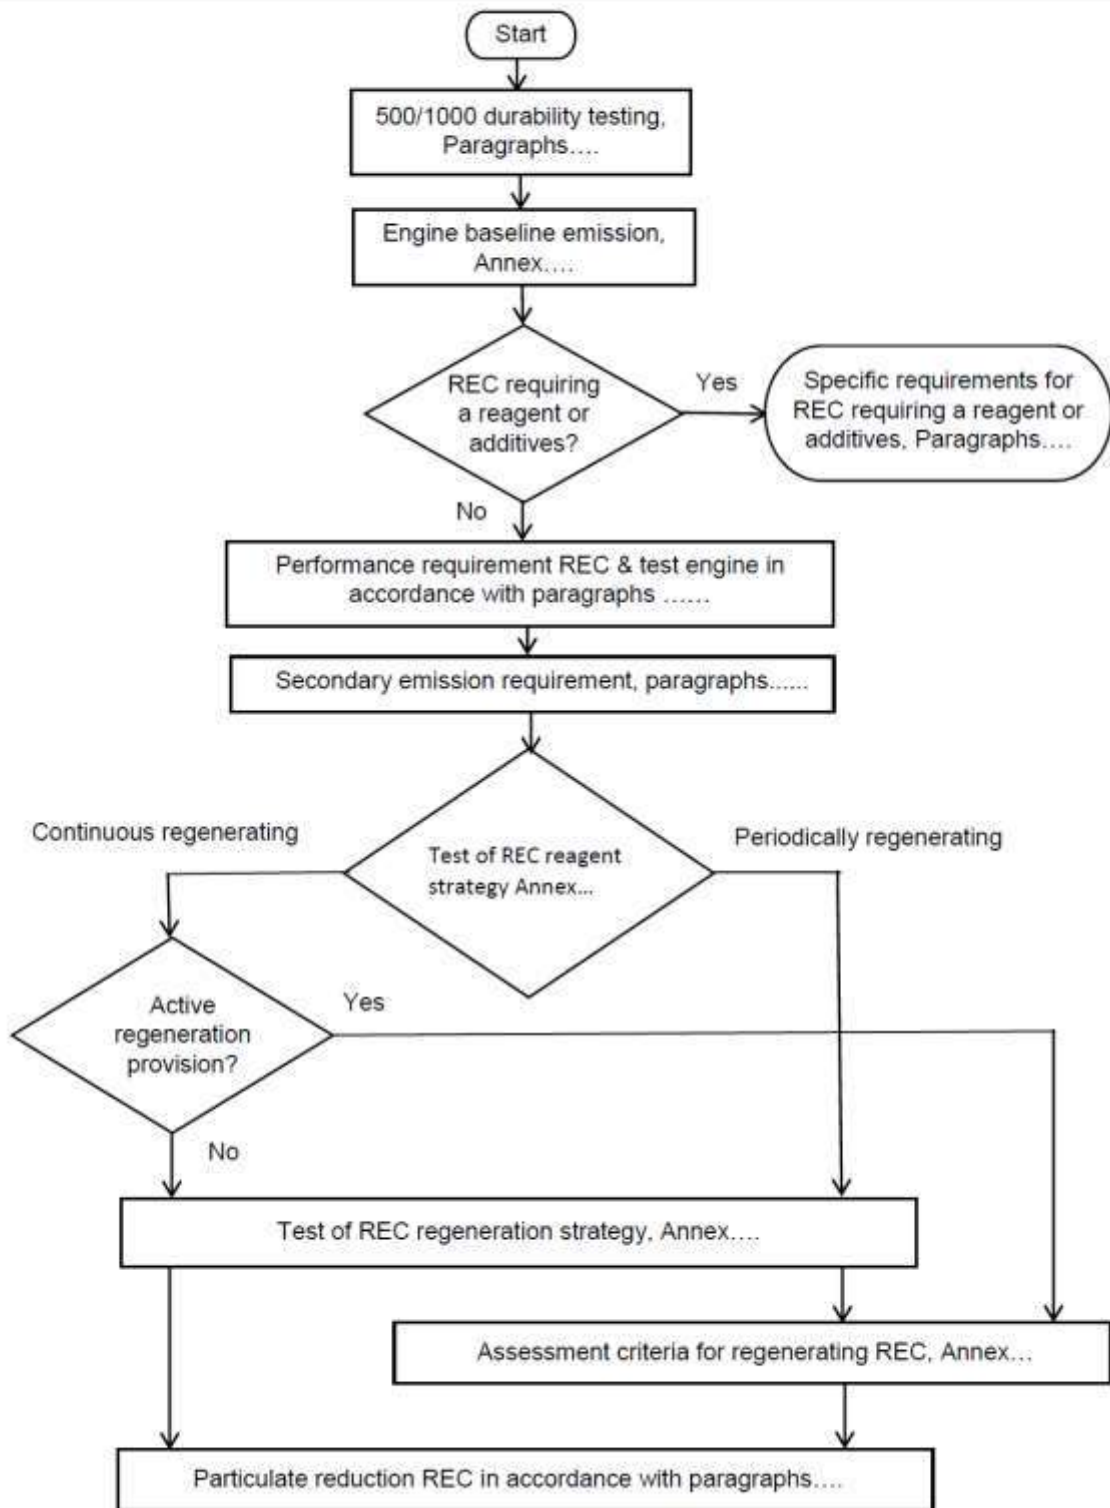 Start
500/1000 durability testing,
Paragraphs….
Engine baseline emission,
Annex….
REC requiring
a reagent or
additives?
Yes
Specific requirements for
REC requiring a reagent or
additives, Paragraphs….
No
Performance requirement REC & test engine in
accordance with paragraphs ……
Secondary emission requirement, paragraphs......
Continuous regenerating
Periodically regenerating
Test of REC reagent
strategy Annex...
Active
regeneration
provision?
Yes
No
Test of REC regeneration strategy, Annex….
Assessment criteria for regenerating REC, Annex…
Particulate reduction REC in accordance with paragraphs….